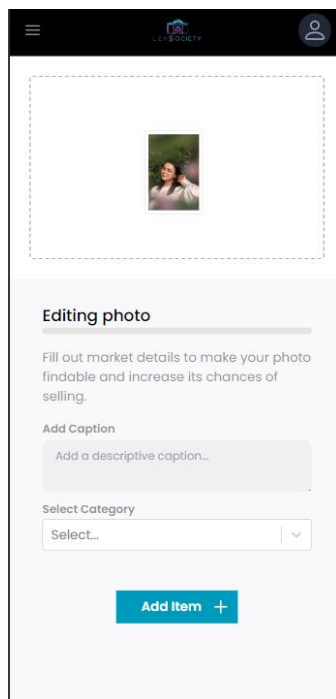 LENSOCIETY
Editing photo
Fill out market details to make your photo
findable and increase its chances of
selling.
Add Caption
Add a descriptive caption...
Select Category
Select...
Add Item +